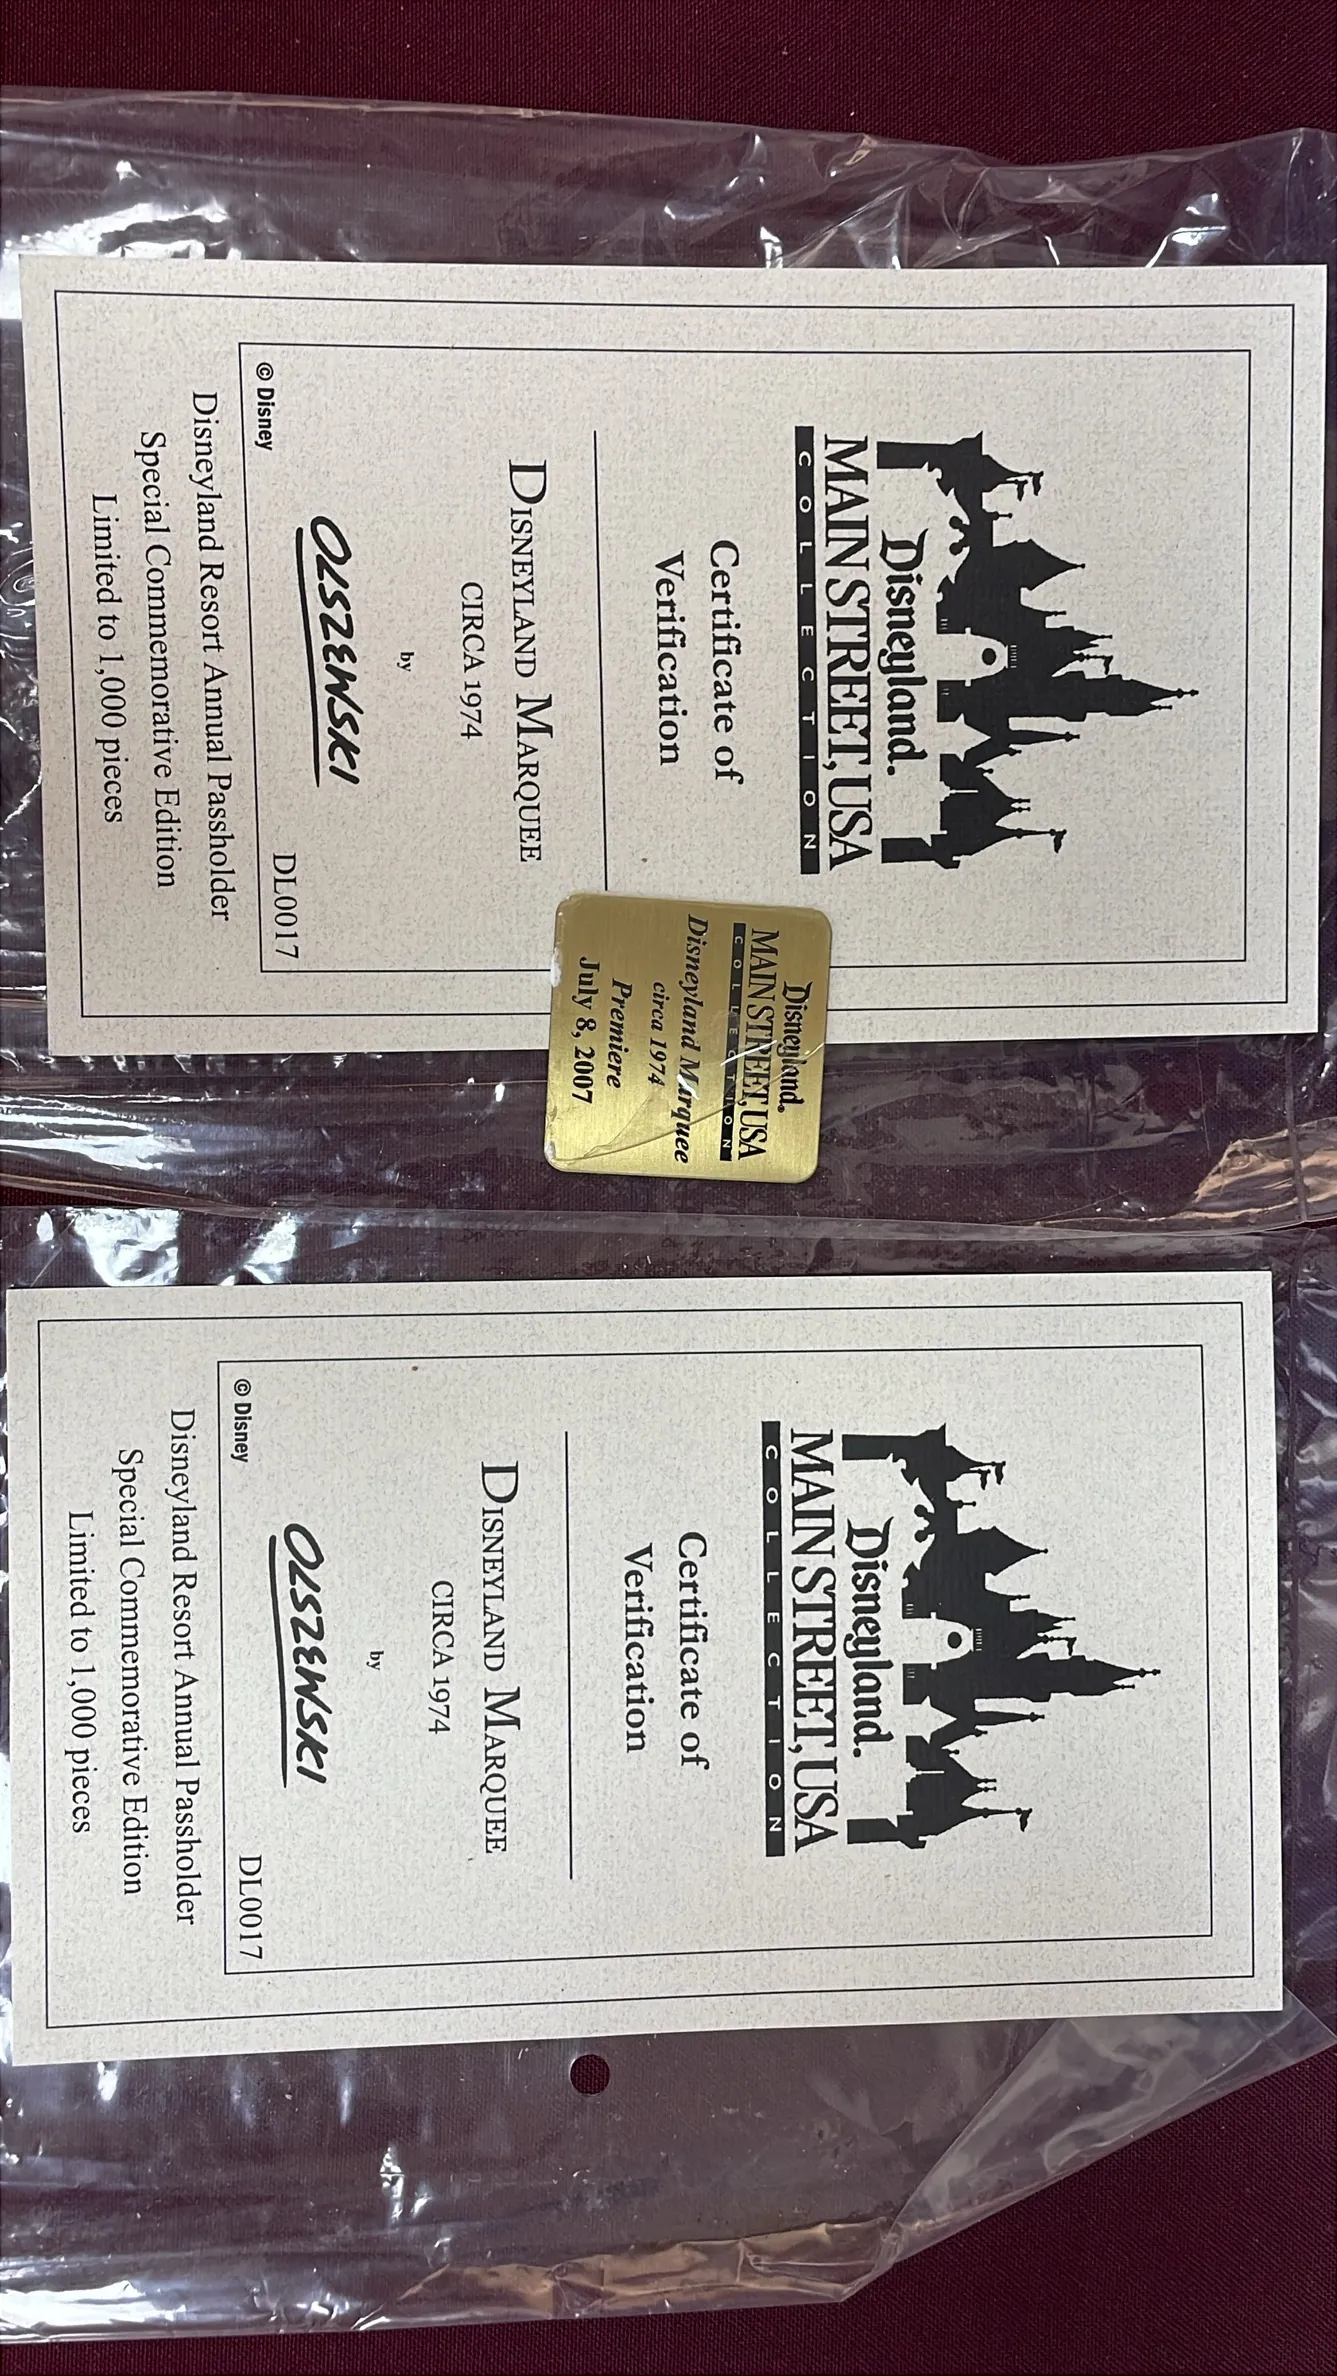 Disneyland.
MAIN STREET, USA
COLLECTION
Certificate of
Verification
DISNEYLAND MARQUEE
CIRCA 1974
by
OLSZEWSKI
© Disney
DL0017
Disneyland Resort Annual Passholder
Special Commemorative Edition
Limited to 1,000 pieces
Disneyland.
MAIN STREET, USA
COLLECTION
Disneyland Marquee
circa 1974
Premiere
July 8, 2007
Disneyland.
MAIN STREET, USA
COLLECTION
Certificate of
Verification
DISNEYLAND MARQUEE
CIRCA 1974
by
OLSZEWSKI
© Disney
DL0017
Disneyland Resort Annual Passholder
Special Commemorative Edition
Limited to 1,000 pieces